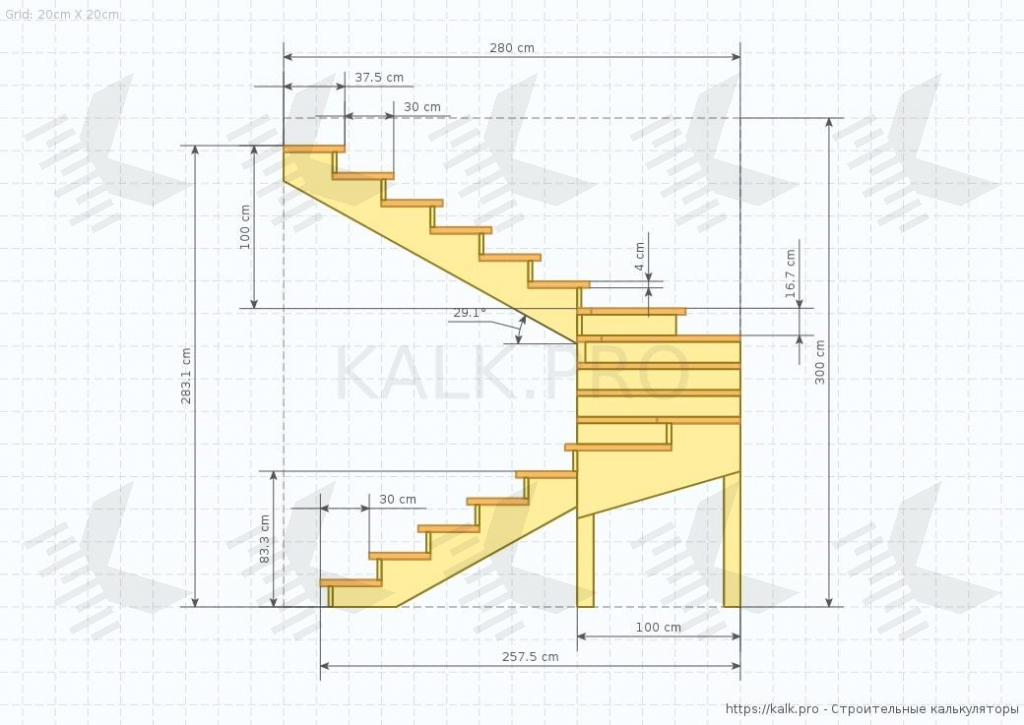 Grid: 20cm X 20cm
280 cm
37.5 cm
30 cm
100 cm
4 cm
16.7 cm
29.1°
283.1 cm
300 cm
KALK.PRO
30 cm
83.3 cm
100 cm
257.5 cm
https://kalk.pro - Строительные калькуляторы